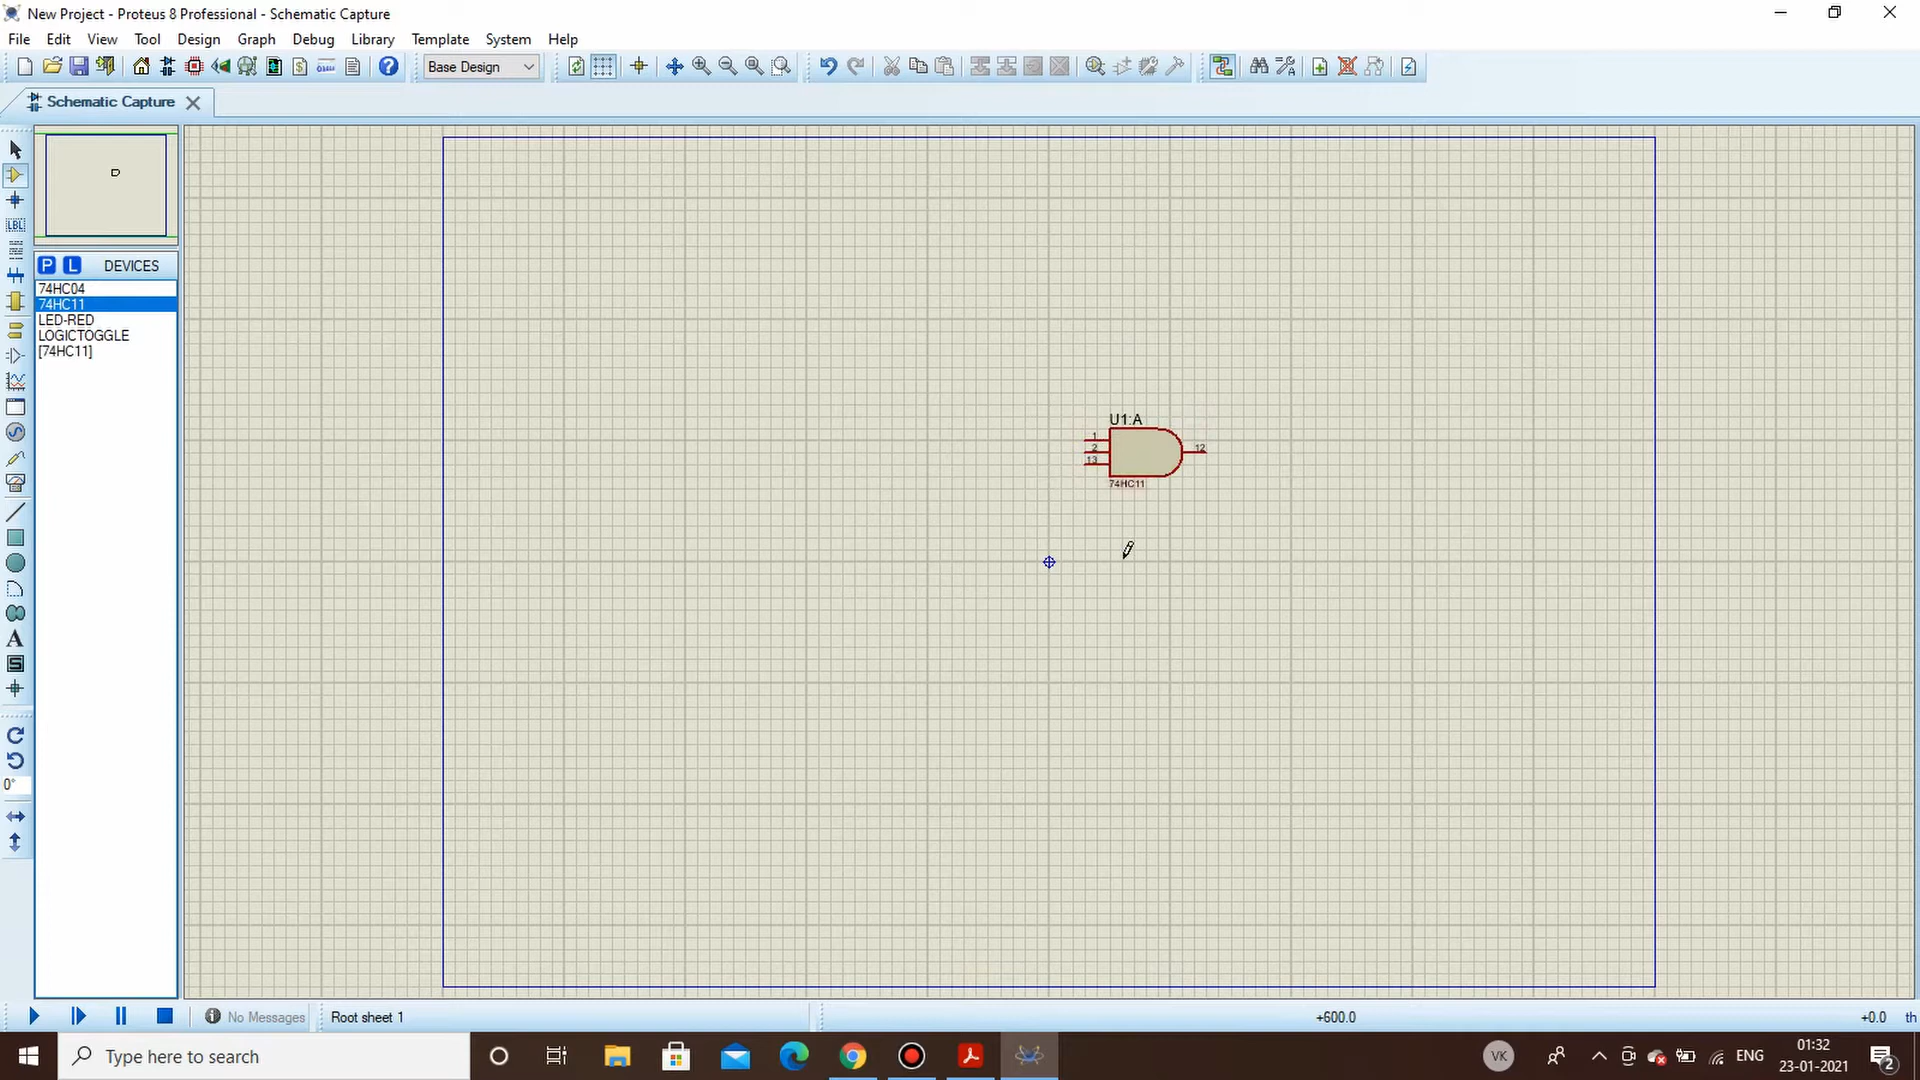 New Project - Proteus 8 Professional - Schematic Capture
File Edit View Tool Design Graph Debug Library Template System Help
Base Design
Schematic Capture
P L DEVICES
74HC04
74HC11
LED-RED
LOGICTOGGLE
[74HC11]
LBL
A
S
0°
U1:A
1
2
13
12
74HC11
No Messages
Root sheet 1
+600.0
+0.0
th
Type here to search
VK
ENG
01:32
23-01-2021
2